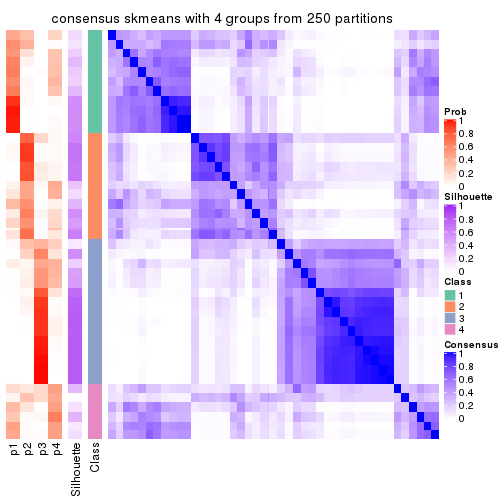 consensus skmeans with 4 groups from 250 partitions
Prob
1
0.8
0.6
0.4
0.2
0
Silhouette
1
0.8
0.6
0.4
0.2
0
Class
1
2
3
4
Consensus
1
0.8
0.6
0.4
0.2
0
p1
p2
p3
p4
Silhouette
Class